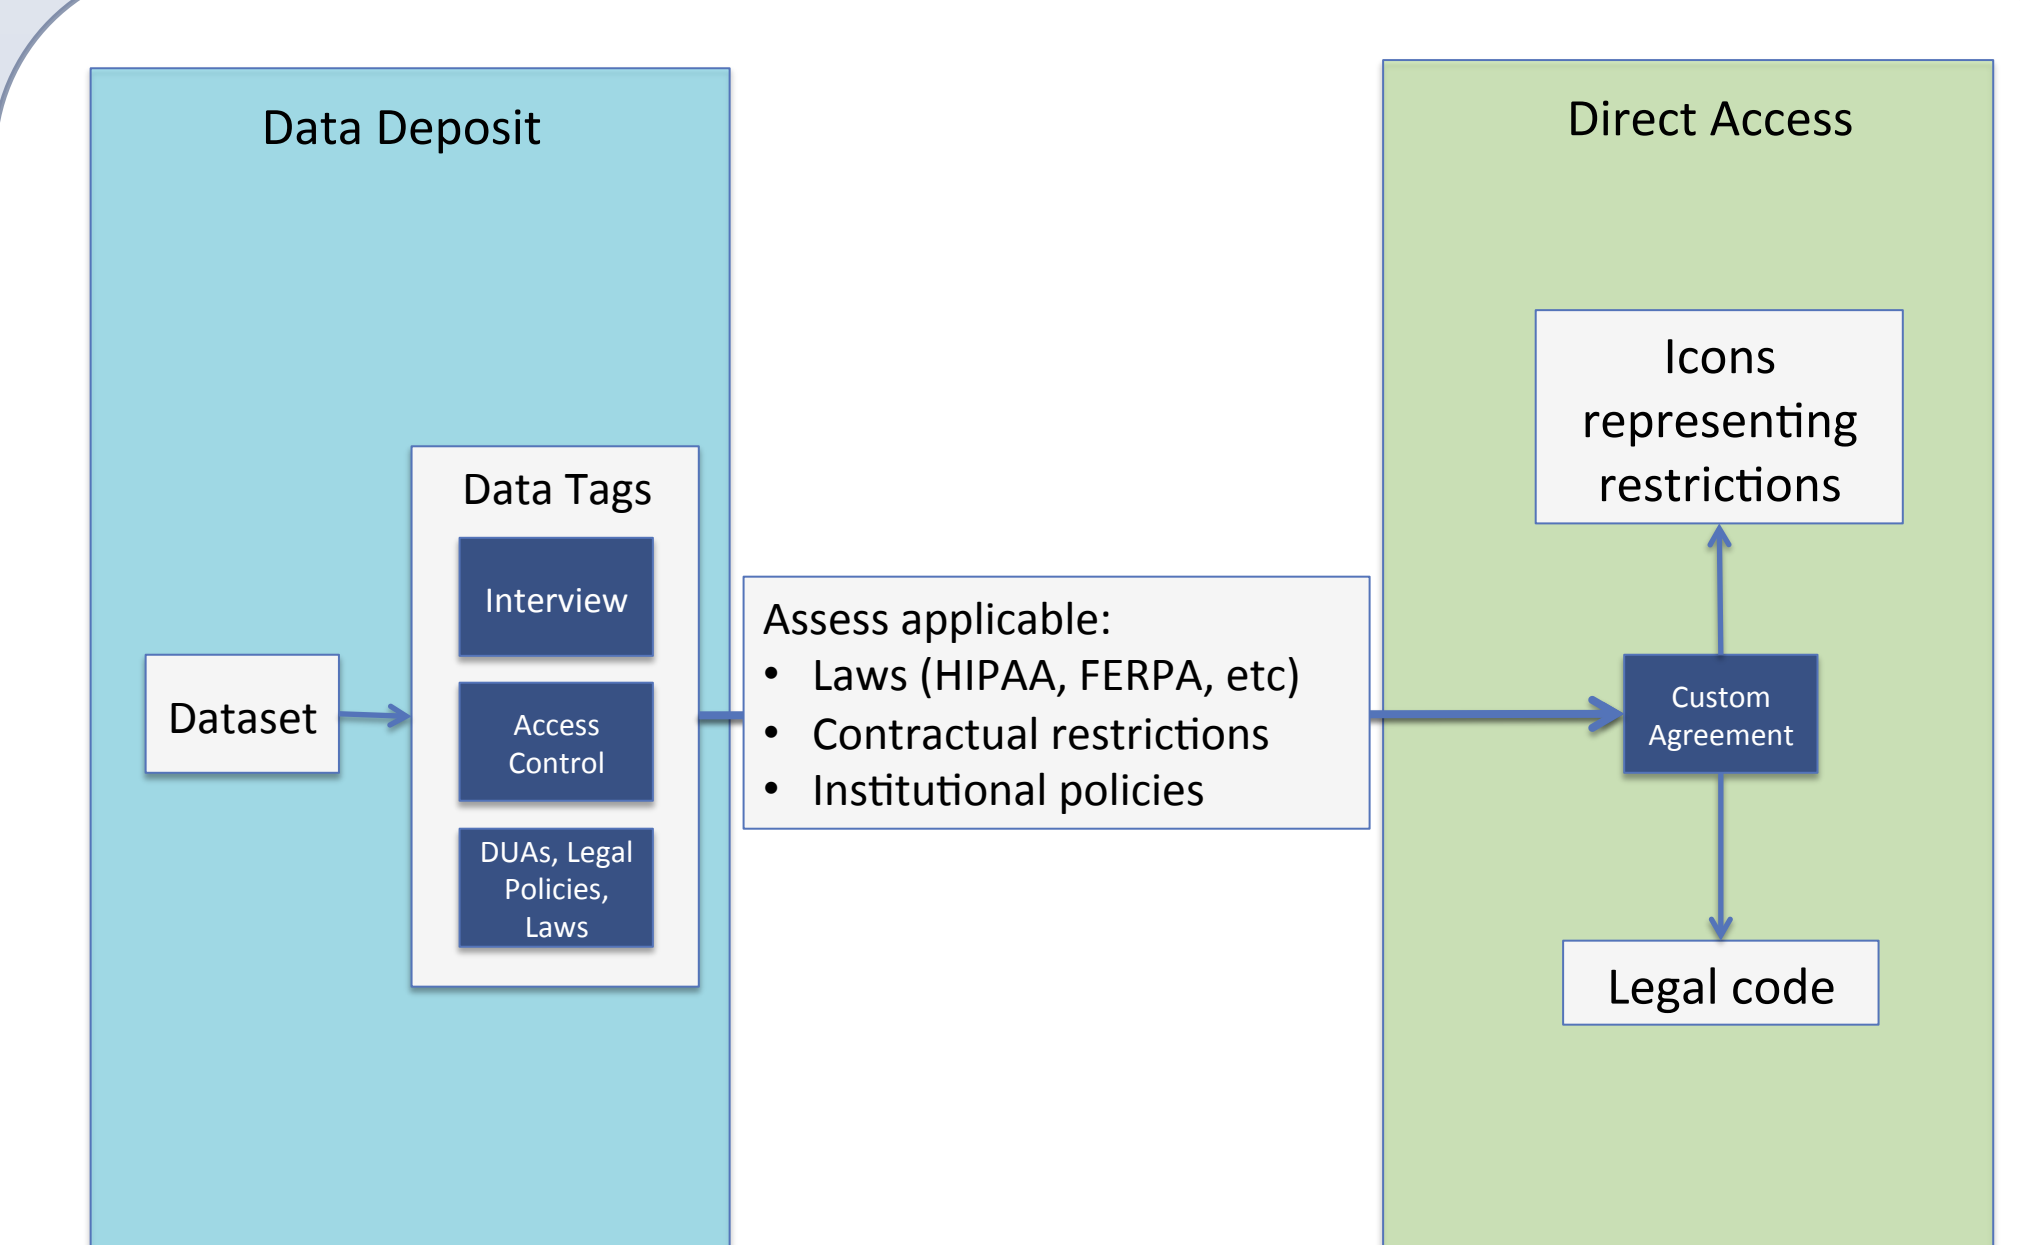 Data Deposit
Dataset
Data Tags
Interview
Access
Control
DUAs, Legal
Policies,
Laws
Assess applicable:
• Laws (HIPAA, FERPA, etc)
• Contractual restrictions
• Institutional policies
Direct Access
Icons
representing
restrictions
Custom
Agreement
Legal code